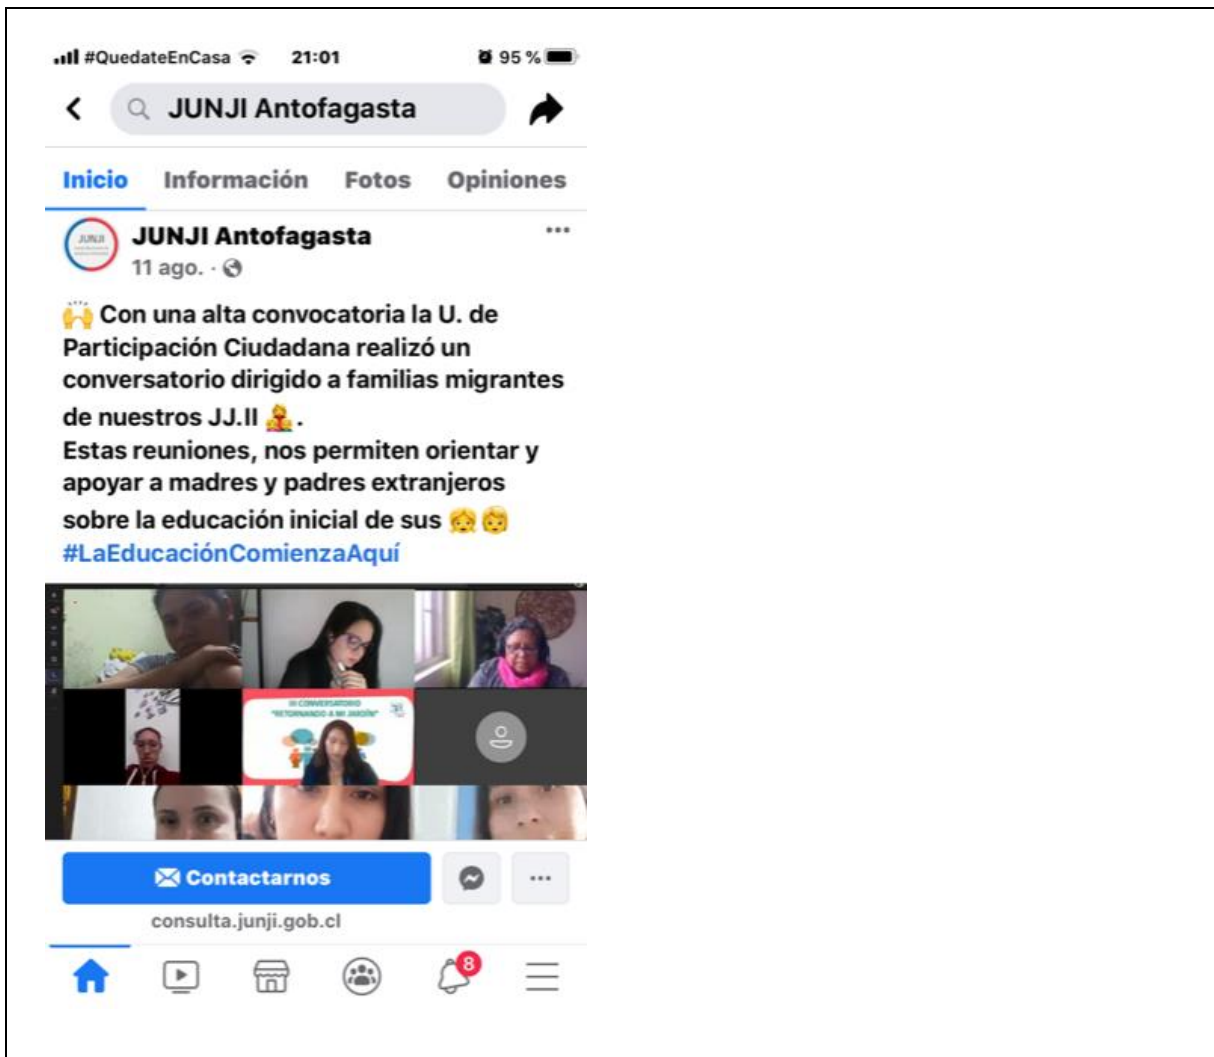 #QuedateEnCasa 21:01 95 %
JUNJI Antofagasta
Inicio Información Fotos Opiniones
JUNJI
JUNJI Antofagasta
11 ago. ·
🙌 Con una alta convocatoria la U. de
Participación Ciudadana realizó un
conversatorio dirigido a familias migrantes
de nuestros JJ.II 🤱.
Estas reuniones, nos permiten orientar y
apoyar a madres y padres extranjeros
sobre la educación inicial de sus 👧👶
#LaEducaciónComienzaAquí
III CONVERSATORIO
"RETORNANDO A MI JARDÍN"
Contactarnos
consulta.junji.gob.cl
8